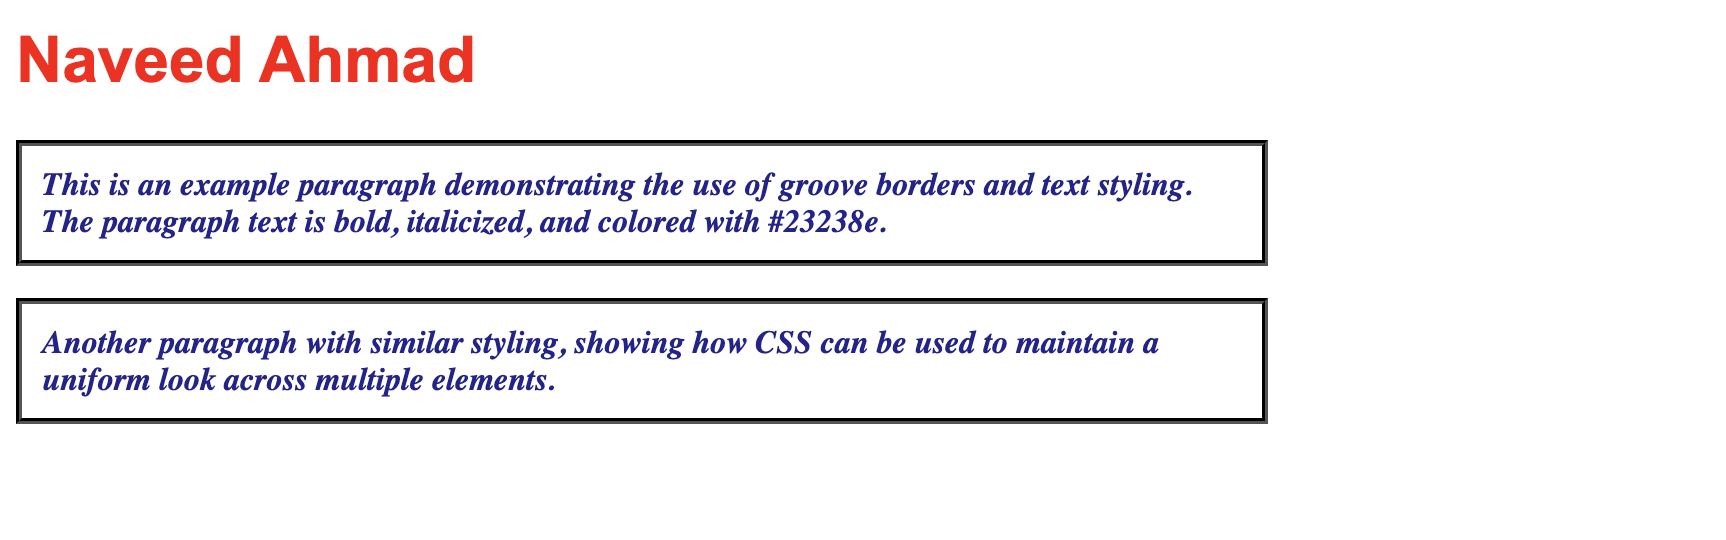 Naveed Ahmad
This is an example paragraph demonstrating the use of groove borders and text styling.
The paragraph text is bold, italicized, and colored with #23238e.
Another paragraph with similar styling, showing how CSS can be used to maintain a
uniform look across multiple elements.